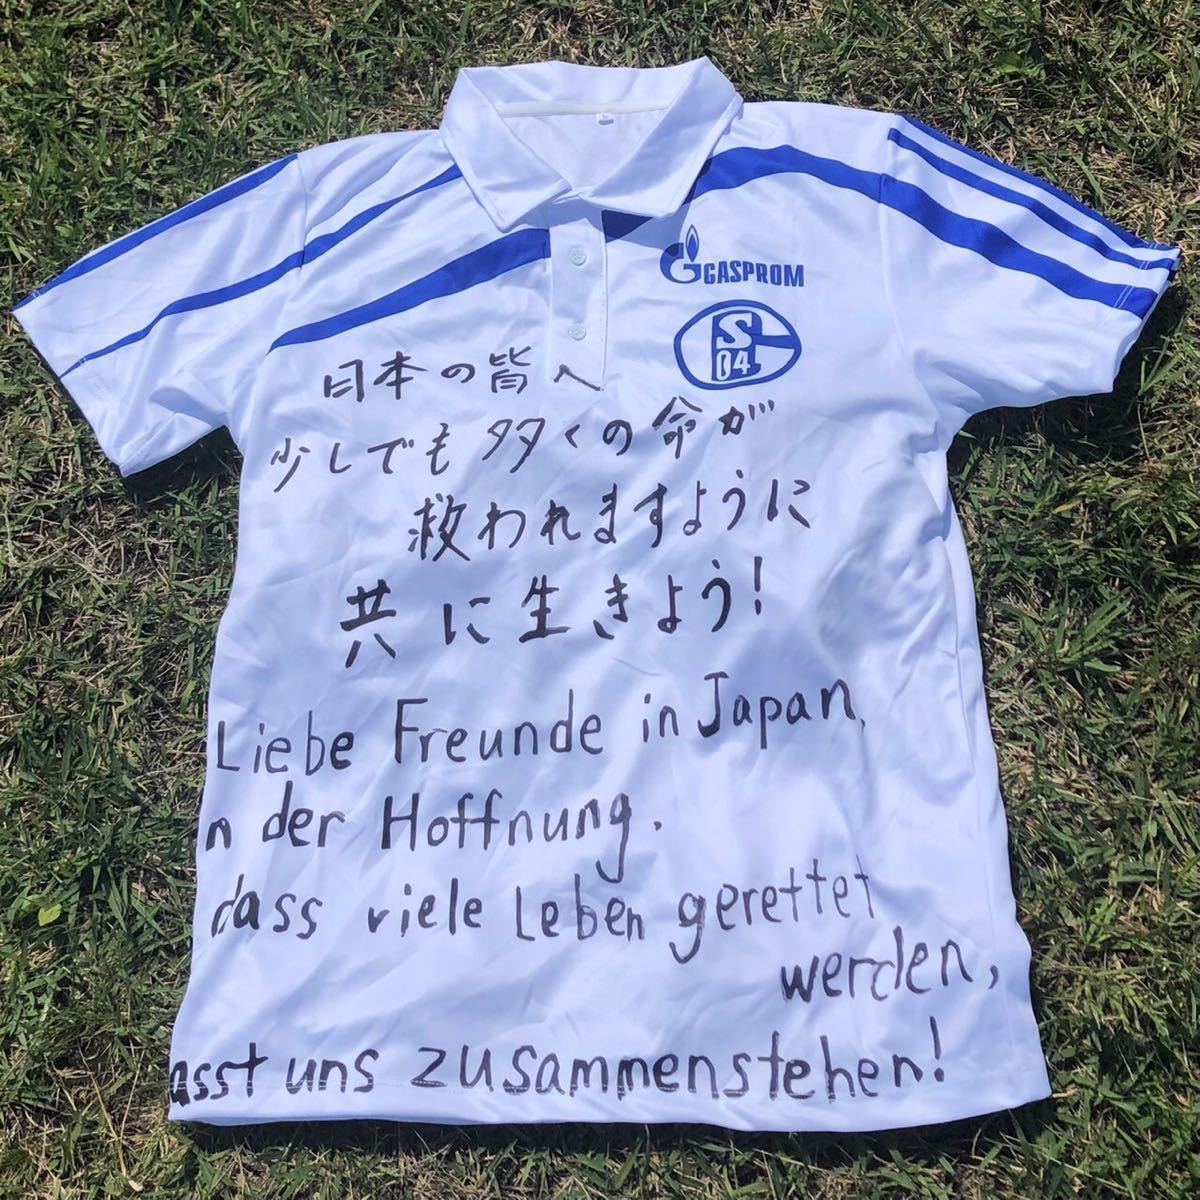 GASPROM
S
04
日本の皆へ
少しでも多くの命が
救われますように
共に生きよう!
Liebe Freunde in Japan,
n der Hoffnung.
dass viele Leben gerettet
werden,
asst uns zusammenstehen!